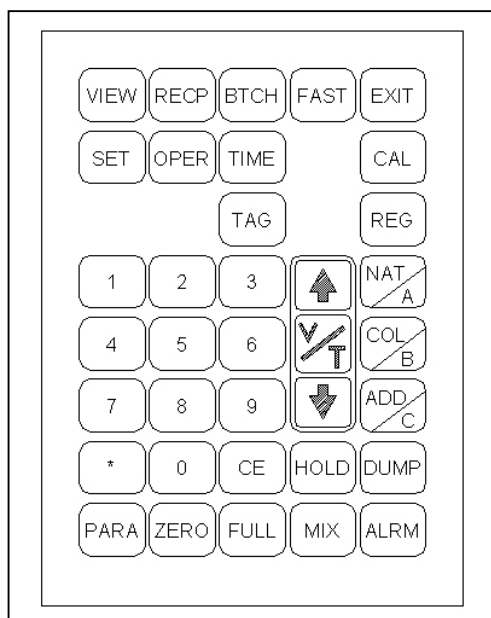 VIEW RECP BTCH FAST EXIT
SET OPER TIME CAL
TAG REG
1 2 3 NAT A
4 5 6 V/T COL B
7 8 9 ADD C
* 0 CE HOLD DUMP
PARA ZERO FULL MIX ALRM